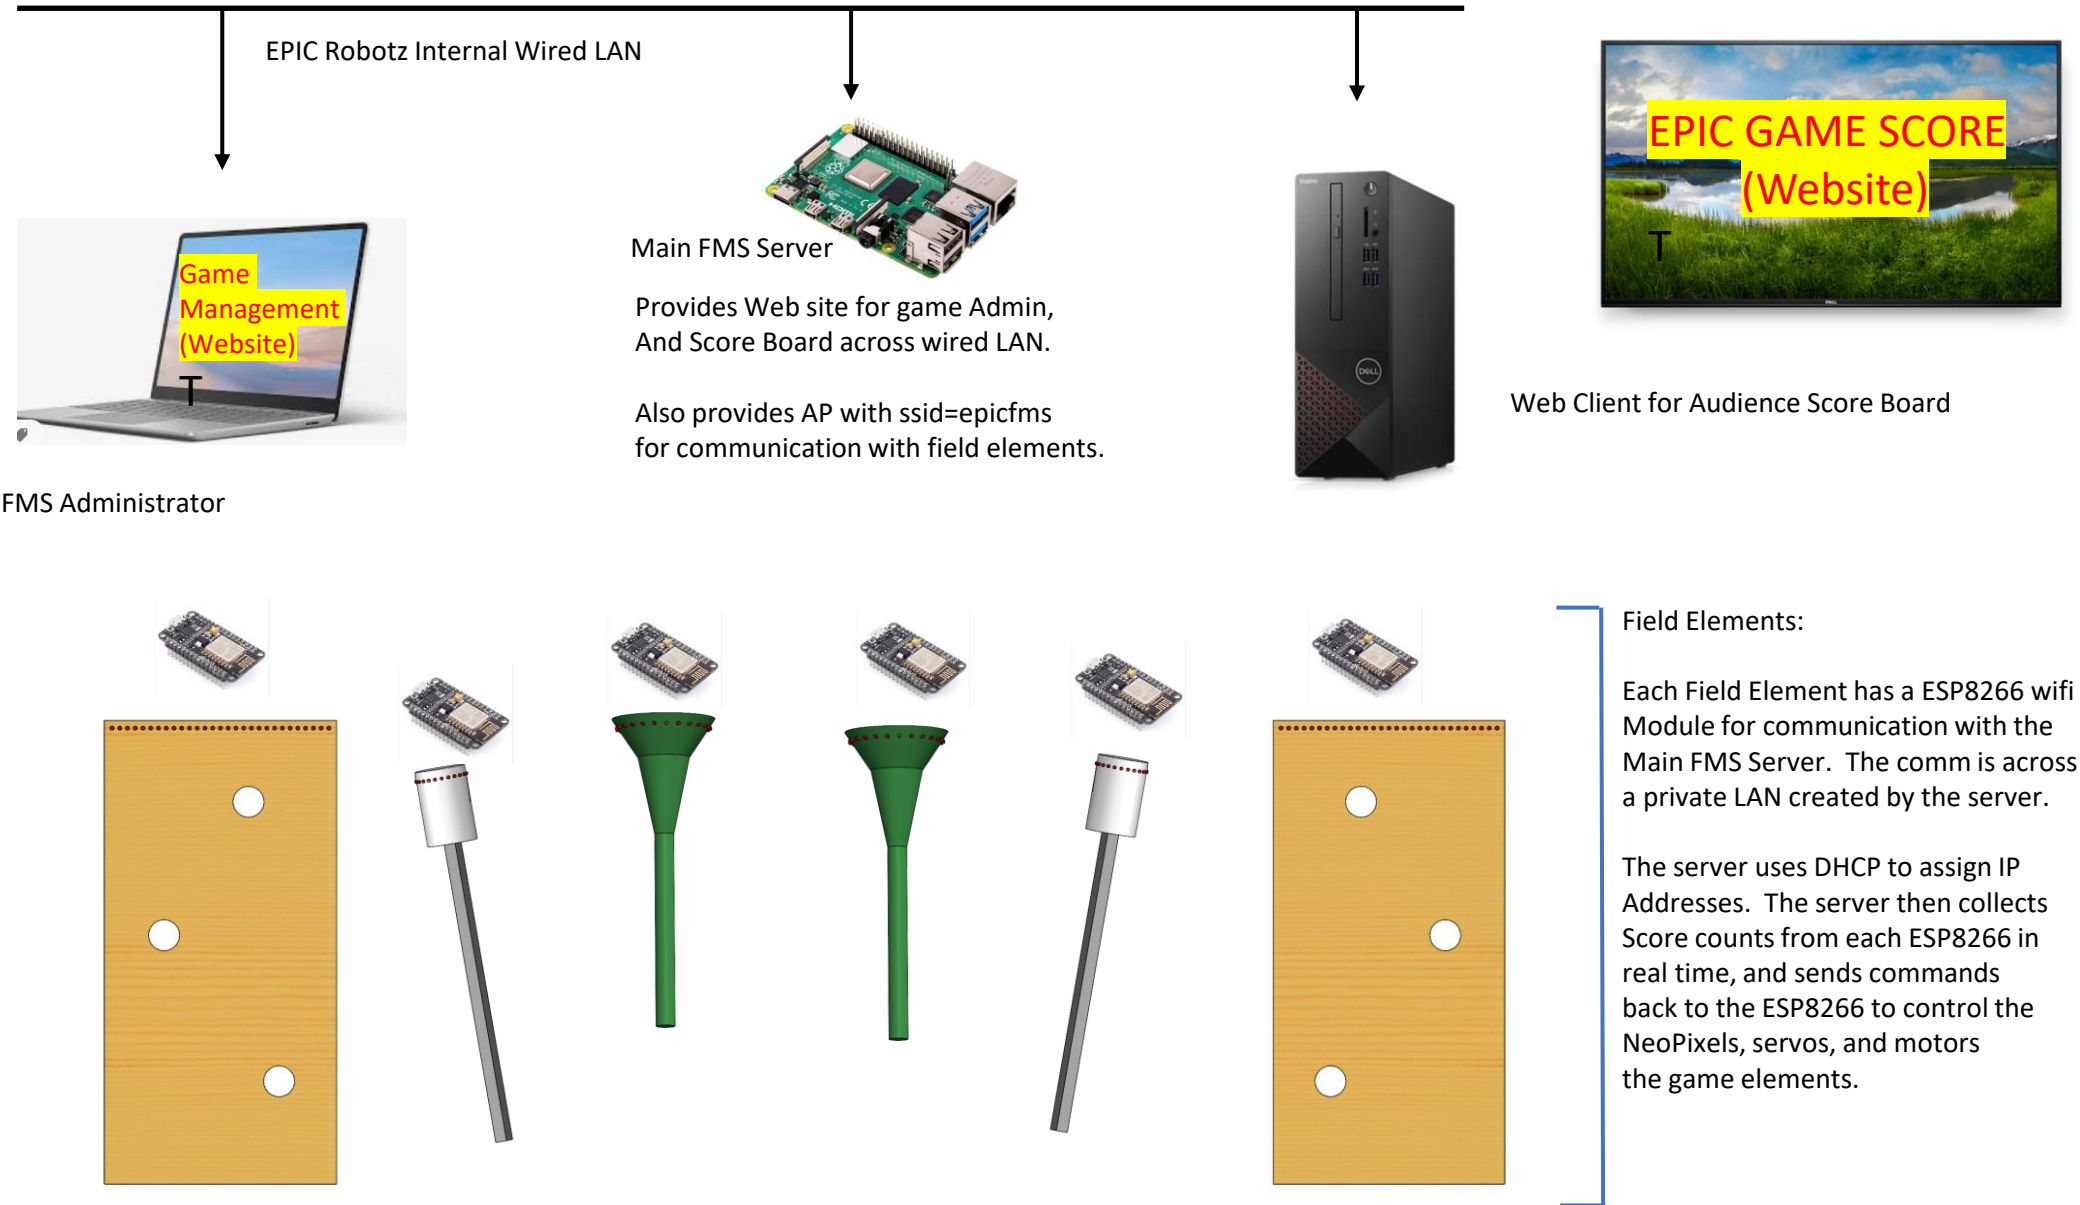 EPIC Robotz Internal Wired LAN
EPIC GAME SCORE
(Website)
T
Game
Management
(Website)
T
Main FMS Server
Provides Web site for game Admin,
And Score Board across wired LAN.
Also provides AP with ssid=epicfms
for communication with field elements.
DELL
DELL
Web Client for Audience Score Board
FMS Administrator
Field Elements:
Each Field Element has a ESP8266 wifi
Module for communication with the
Main FMS Server.  The comm is across
a private LAN created by the server.
The server uses DHCP to assign IP
Addresses.  The server then collects
Score counts from each ESP8266 in
real time, and sends commands
back to the ESP8266 to control the
NeoPixels, servos, and motors
the game elements.